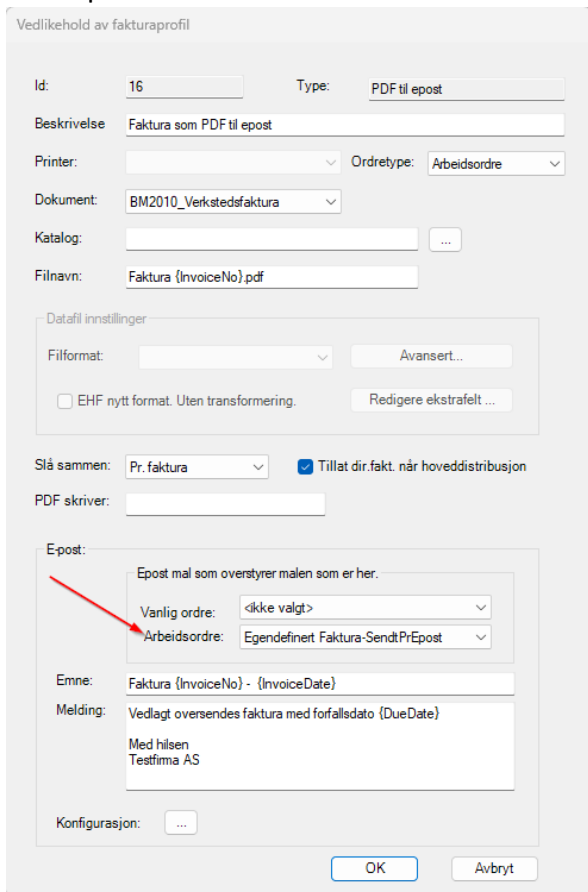 Vedlikehold av fakturaprofil
Id: 16 Type: PDF til epost
Beskrivelse Faktura som PDF til epost
Printer: Ordretype: Arbeidsordre
Dokument: BM2010_Verkstedsfaktura
Katalog: ...
Filnavn: Faktura {InvoiceNo}.pdf
Datafil innstillinger
Filformat: Avansert...
EHF nytt format. Uten transformering. Redigere ekstrafelt ...
Slå sammen: Pr. faktura Tillat dir.fakt. når hoveddistribusjon
PDF skriver:
E-post:
Epost mal som overstyrer malen som er her.
Vanlig ordre: <ikke valgt>
Arbeidsordre: Egendefinert Faktura-SendtPrEpost
Emne: Faktura {InvoiceNo} - {InvoiceDate}
Melding: Vedlagt oversendes faktura med forfallsdato {DueDate}
Med hilsen
Testfirma AS
Konfigurasjon: ...
OK Avbryt